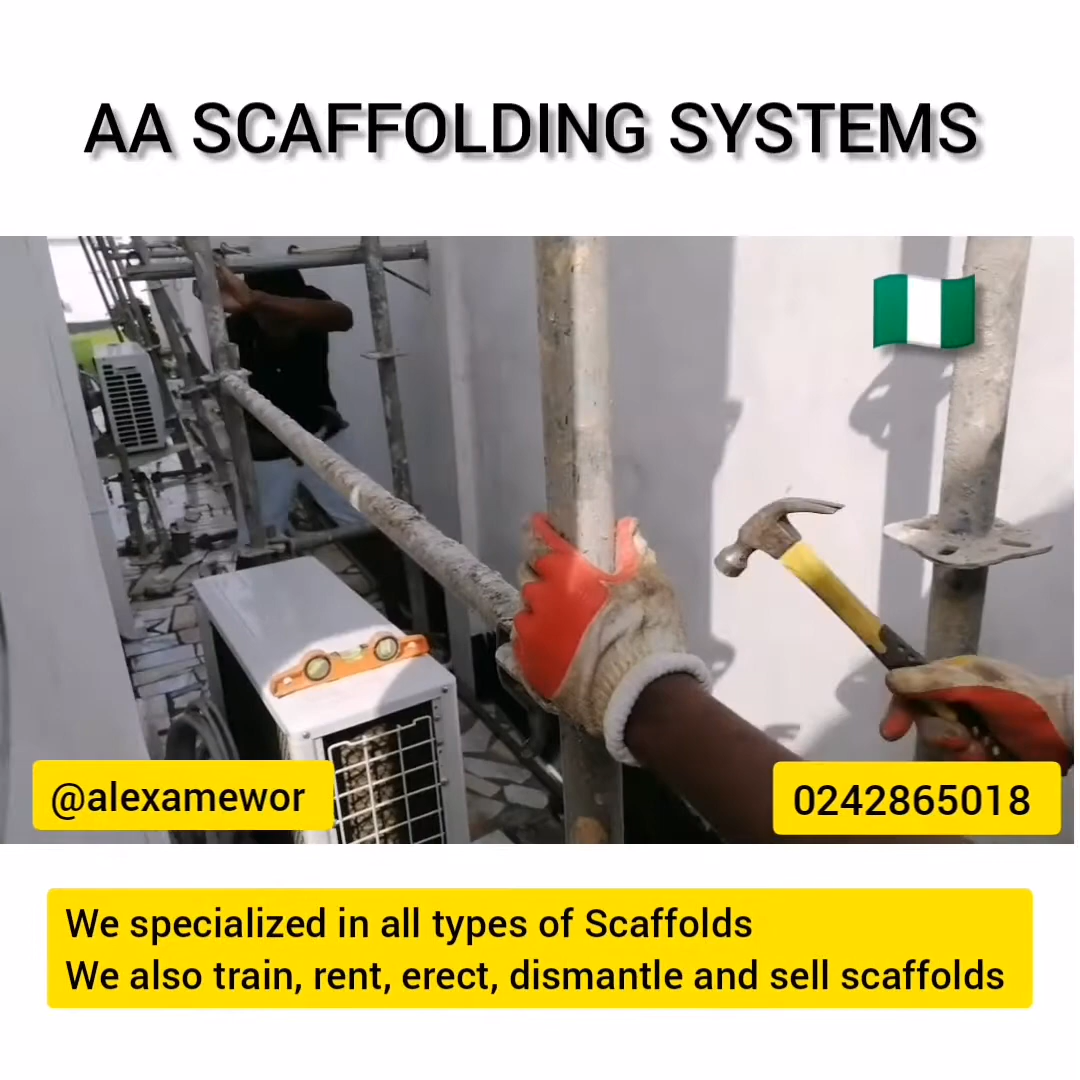 AA SCAFFOLDING SYSTEMS
@alexamewor
0242865018
We specialized in all types of Scaffolds
We also train, rent, erect, dismantle and sell scaffolds